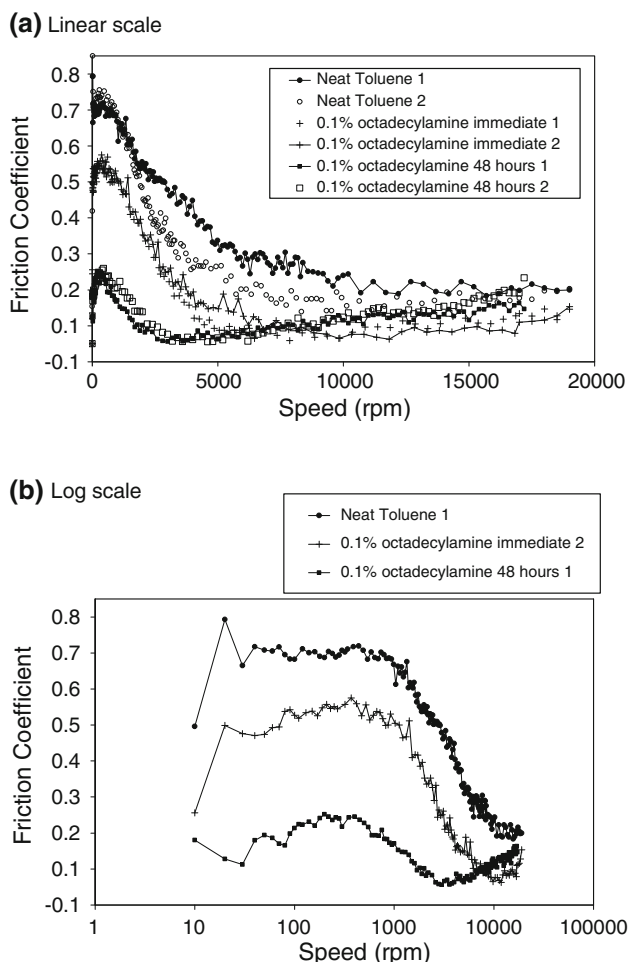 (a) Linear scale
0.8
0.7
0.6
0.5
0.4
0.3
0.2
0.1
-0.1
Friction Coefficient
Neat Toluene 1
Neat Toluene 2
0.1% octadecylamine immediate 1
0.1% octadecylamine immediate 2
0.1% octadecylamine 48 hours 1
0.1% octadecylamine 48 hours 2
0 5000 10000 15000 20000
Speed (rpm)
(b) Log scale
Neat Toluene 1
0.1% octadecylamine immediate 2
0.1% octadecylamine 48 hours 1
0.8
0.7
0.6
0.5
0.4
0.3
0.2
0.1
-0.1
Friction Coefficient
1 10 100 1000 10000 100000
Speed (rpm)